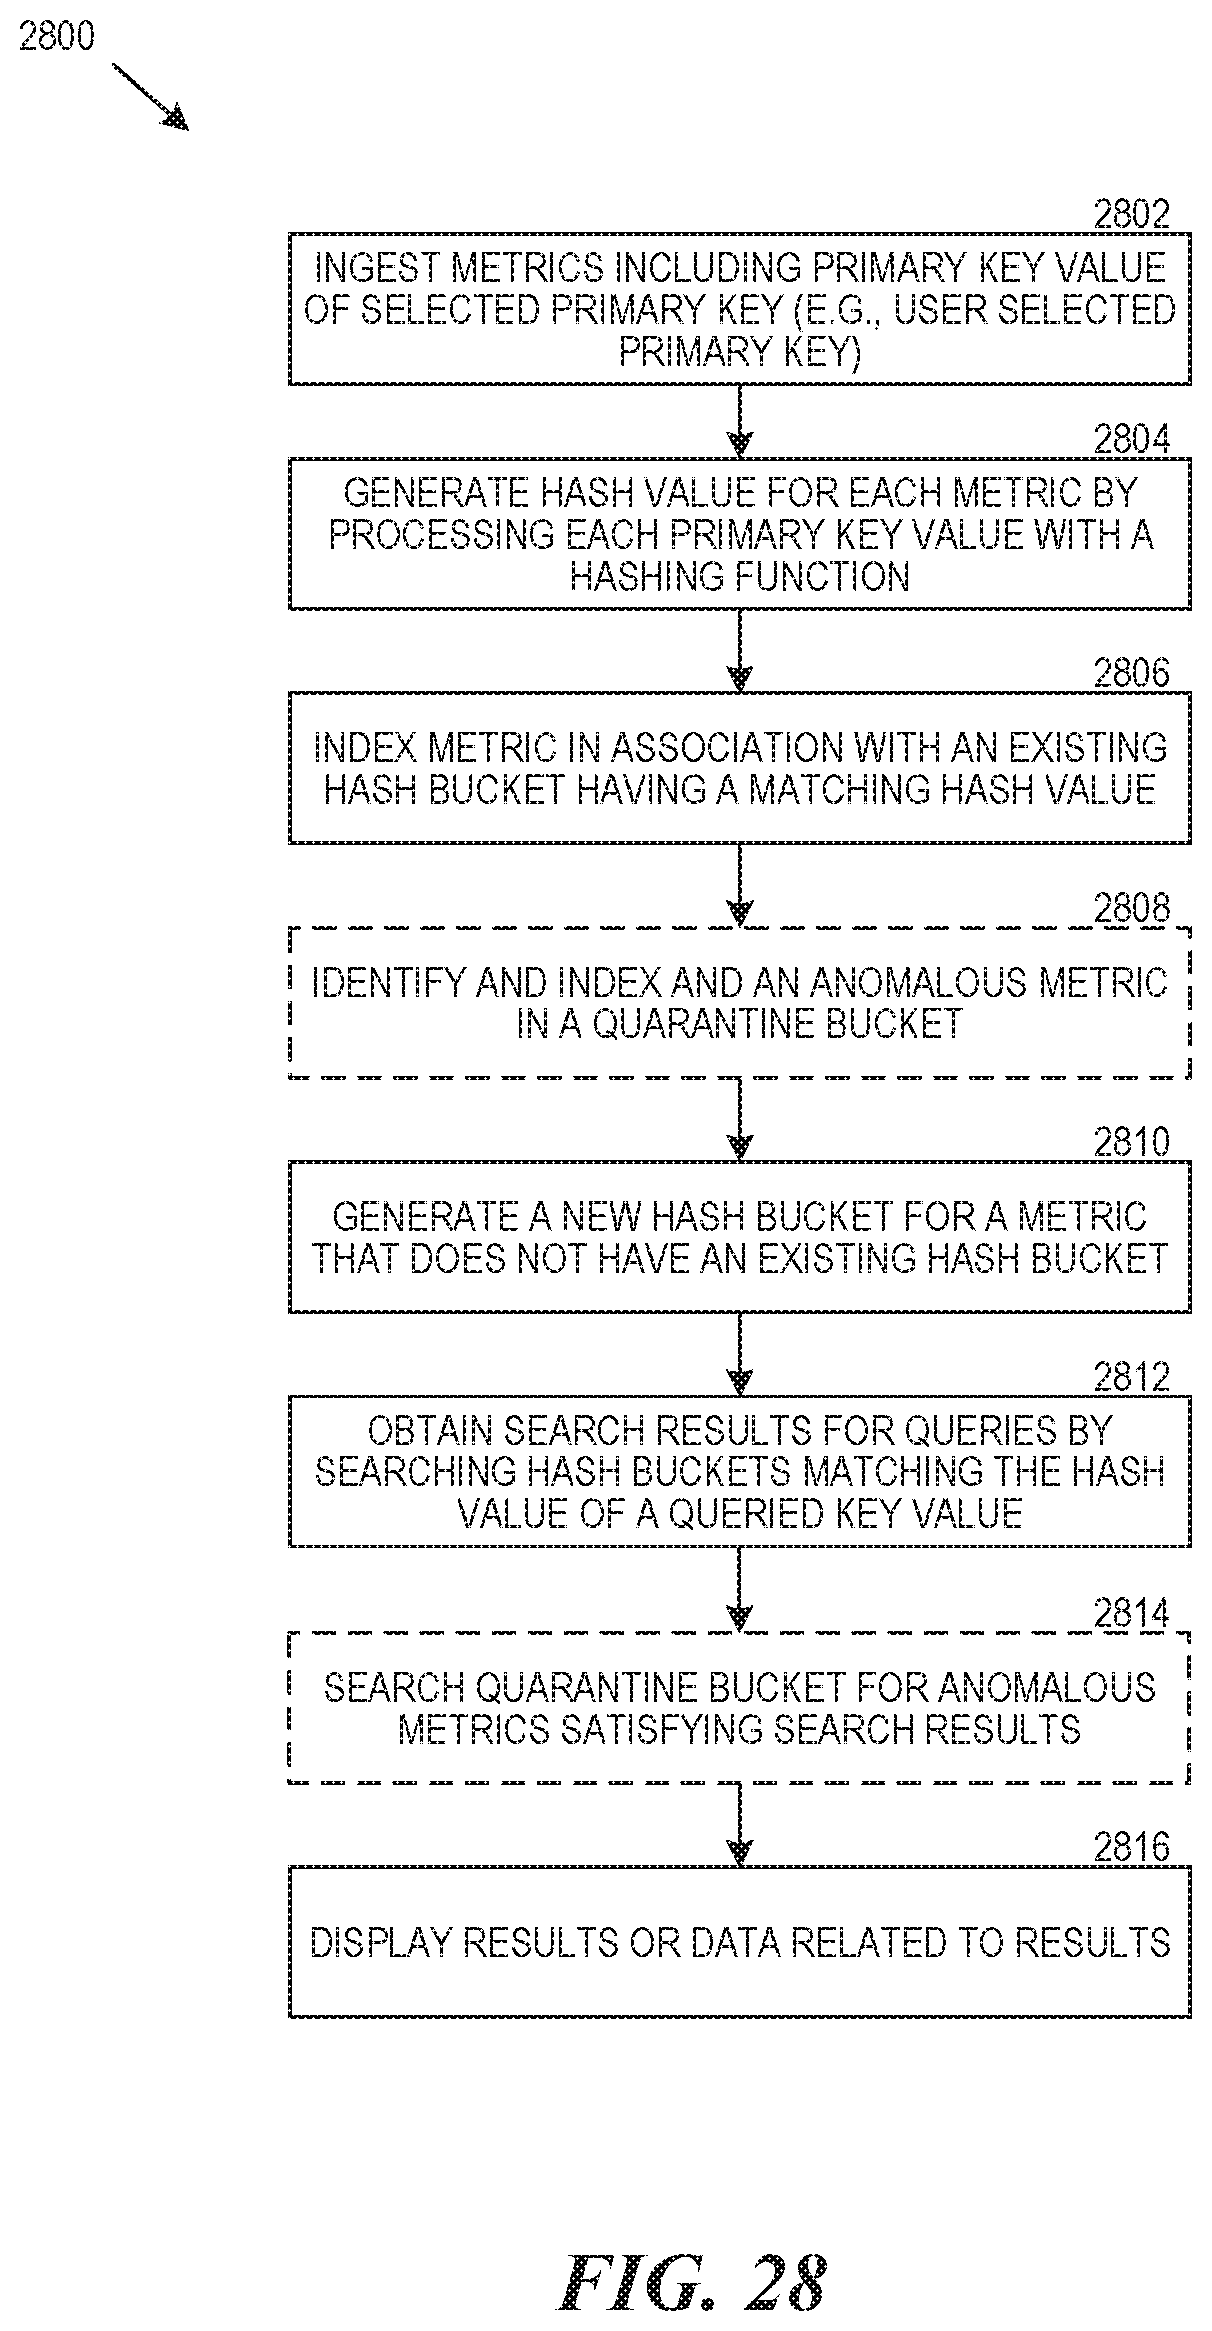 2800
2802
INGEST METRICS INCLUDING PRIMARY KEY VALUE
OF SELECTED PRIMARY KEY (E.G., USER SELECTED
PRIMARY KEY)
2804
GENERATE HASH VALUE FOR EACH METRIC BY
PROCESSING EACH PRIMARY KEY VALUE WITH A
HASHING FUNCTION
2806
INDEX METRIC IN ASSOCIATION WITH AN EXISTING
HASH BUCKET HAVING A MATCHING HASH VALUE
2808
IDENTIFY AND INDEX AND AN ANOMALOUS METRIC
IN A QUARANTINE BUCKET
2810
GENERATE A NEW HASH BUCKET FOR A METRIC
THAT DOES NOT HAVE AN EXISTING HASH BUCKET
2812
OBTAIN SEARCH RESULTS FOR QUERIES BY
SEARCHING HASH BUCKETS MATCHING THE HASH
VALUE OF A QUERIED KEY VALUE
2814
SEARCH QUARANTINE BUCKET FOR ANOMALOUS
METRICS SATISFYING SEARCH RESULTS
2816
DISPLAY RESULTS OR DATA RELATED TO RESULTS
FIG. 28